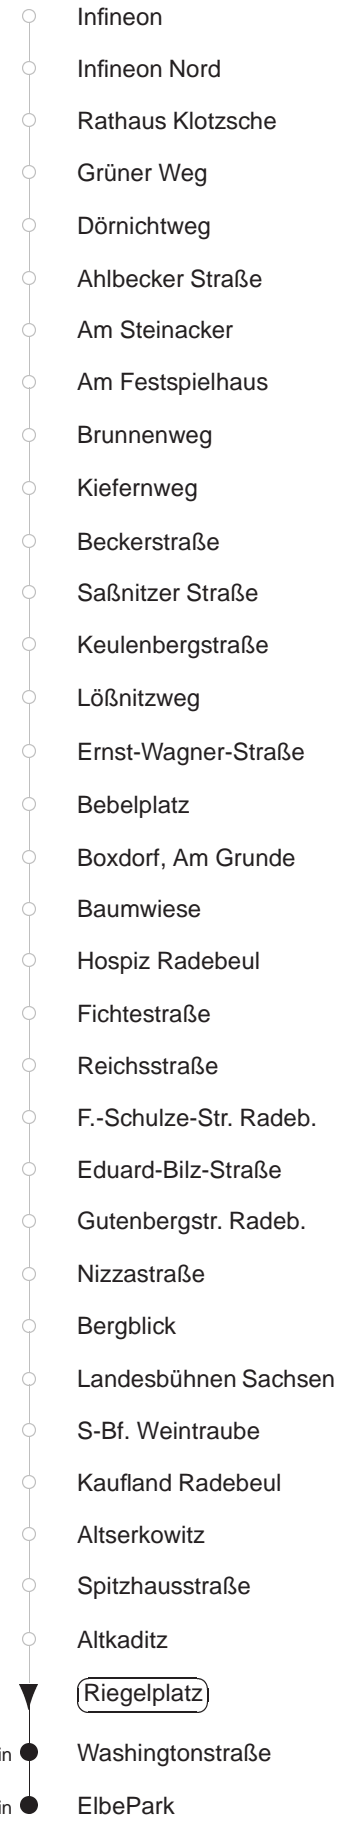 Infineon
Infineon Nord
Rathaus Klotzsche
Grüner Weg
Dörnichtweg
Ahlbecker Straße
Am Steinacker
Am Festspielhaus
Brunnenweg
Kiefernweg
Beckerstraße
Saßnitzer Straße
Keulenbergstraße
Lößnitzweg
Ernst-Wagner-Straße
Bebelplatz
Boxdorf, Am Grunde
Baumwiese
Hospiz Radebeul
Fichtestraße
Reichsstraße
F.-Schulze-Str. Radeb.
Eduard-Bilz-Straße
Gutenbergstr. Radeb.
Nizzastraße
Bergblick
Landesbühnen Sachsen
S-Bf. Weintraube
Kaufland Radebeul
Altserkowitz
Spitzhausstraße
Altkaditz
Riegelplatz
in Washingtonstraße
in ElbePark